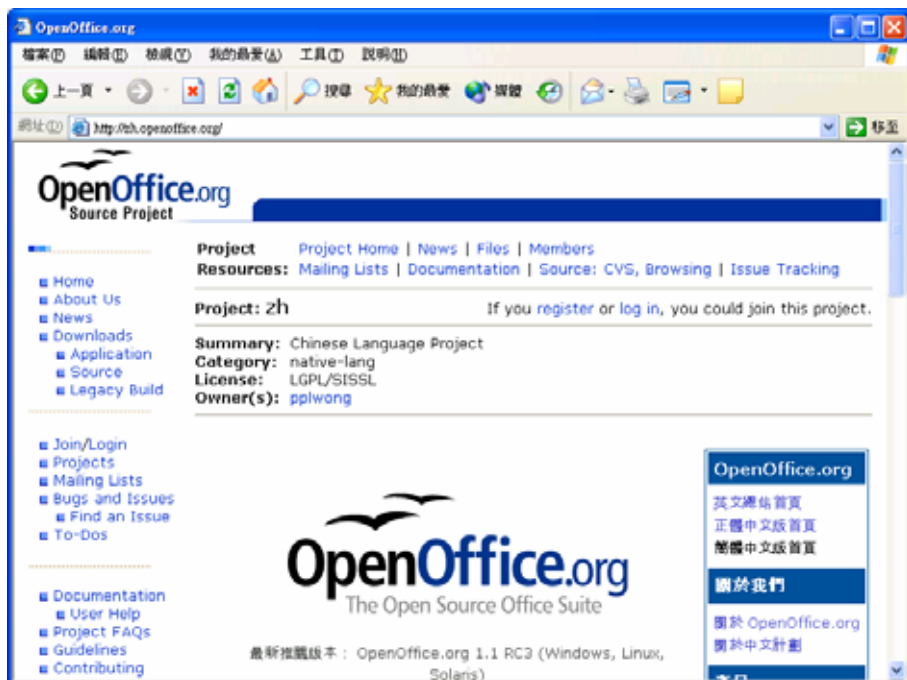 OpenOffice.org
檔案(F) 編輯(E) 檢視(V) 我的最愛(A) 工具(T) 說明(H)
上一頁 搜尋 我的最愛 媒體
網址(D) http://zh.openoffice.org/ 移至
OpenOffice.org
Source Project
Project Project Home | News | Files | Members
Resources: Mailing Lists | Documentation | Source: CVS, Browsing | Issue Tracking
Project: zh If you register or log in, you could join this project.
Summary: Chinese Language Project
Category: native-lang
License: LGPL/SISSL
Owner(s): pplwong
Home
About Us
News
Downloads
Application
Source
Legacy Build
Join/Login
Projects
Mailing Lists
Bugs and Issues
Find an Issue
To-Dos
Documentation
User Help
Project FAQs
Guidelines
Contributing
OpenOffice.org
The Open Source Office Suite
最新推薦版本： OpenOffice.org 1.1 RC3 (Windows, Linux,
Solaris)
OpenOffice.org
英文網站首頁
正體中文版首頁
簡體中文版首頁
關於我們
關於 OpenOffice.org
關於中文計劃
產品